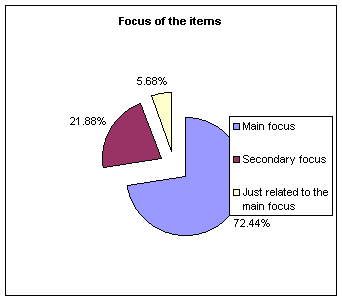 Focus of the items
5.68%
21.88%
Main focus
Secondary focus
Just related to the
main focus
72.44%